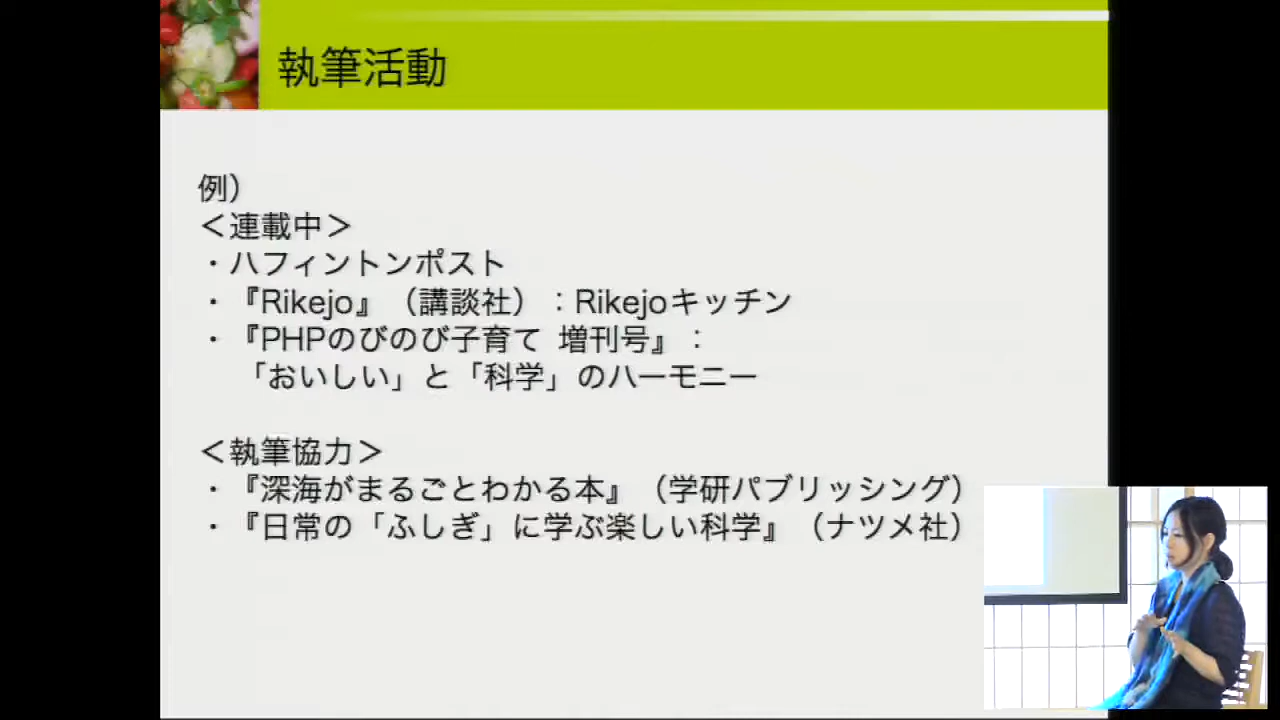 執筆活動
例）
＜連載中＞
・ハフィントンポスト
・『Rikejo』（講談社）：Rikejoキッチン
・『PHPのびのび子育て 増刊号』：
「おいしい」と「科学」のハーモニー
＜執筆協力＞
・『深海がまるごとわかる本』（学研パブリッシング）
・『日常の「ふしぎ」に学ぶ楽しい科学』（ナツメ社）